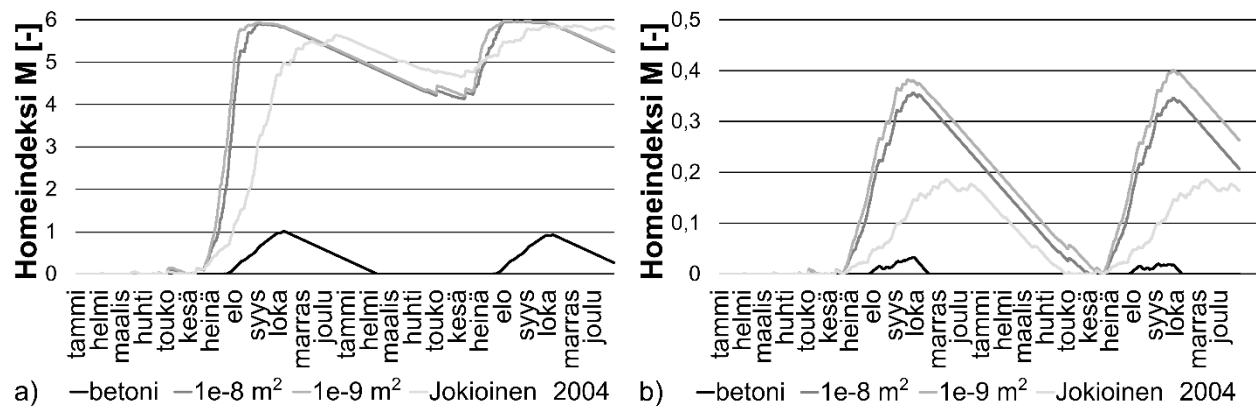 Homeindeksi M [-]
6
5
4
3
2
1
0
tammi
helmi
maalis
huhti
touko
kesä
heinä
elo
syys
loka
joulu
tammi
helmi
maalis
huhti
touko
kesä
heinä
elo
syys
loka
marras
joulu
a) betoni 1e-8 m² 1e-9 m² Jokioinen 2004
Homeindeksi M [-]
0,5
0,4
0,3
0,2
0,1
0
tammi
helmi
maalis
huhti
touko
kesä
heinä
elo
syys
loka
marras
joulu
tammi
helmi
maalis
huhti
touko
kesä
heinä
elo
syys
loka
marras
joulu
b) betoni 1e-8 m² 1e-9 m² Jokioinen 2004